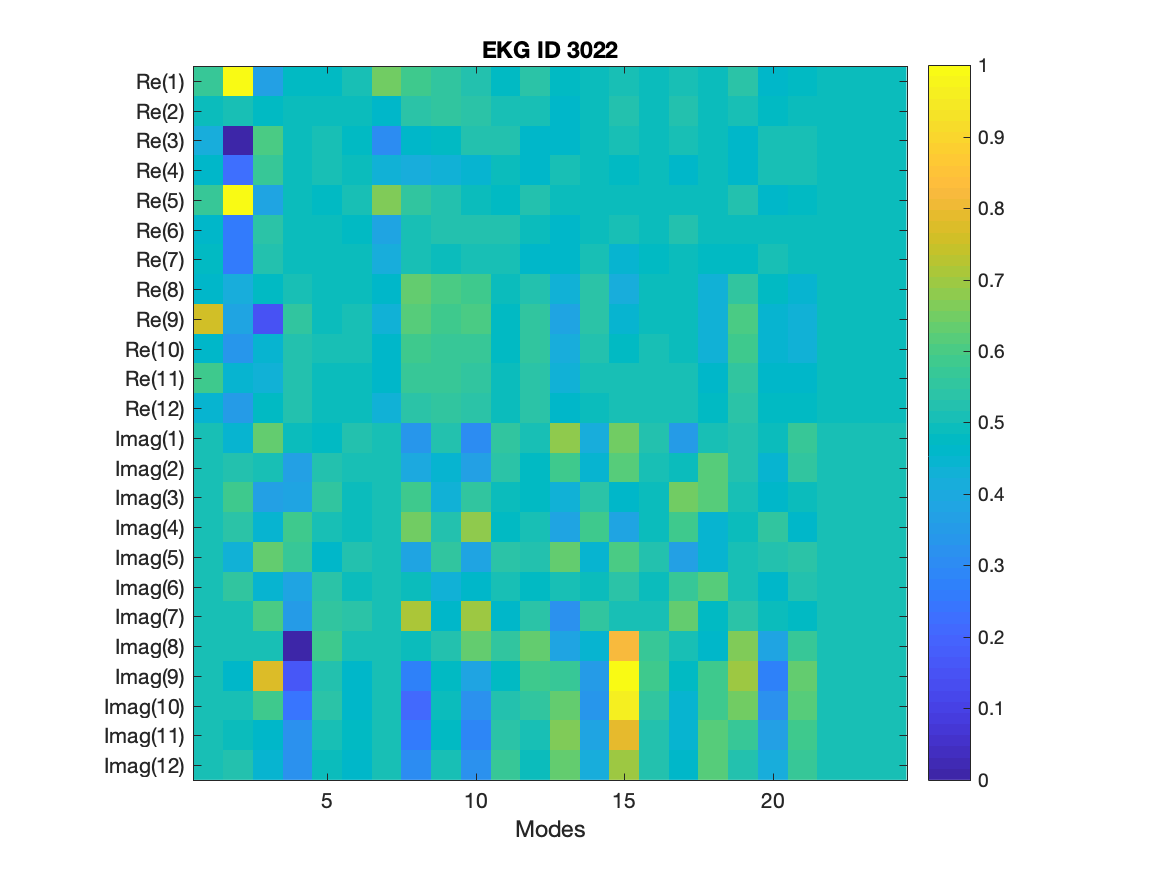 EKG ID 3022
Re(1)
Re(2)
Re(3)
Re(4)
Re(5)
Re(6)
Re(7)
Re(8)
Re(9)
Re(10)
Re(11)
Re(12)
Imag(1)
Imag(2)
Imag(3)
Imag(4)
Imag(5)
Imag(6)
Imag(7)
Imag(8)
Imag(9)
Imag(10)
Imag(11)
Imag(12)
5 10 15 20
Modes
1
0.9
0.8
0.7
0.6
0.5
0.4
0.3
0.2
0.1
0